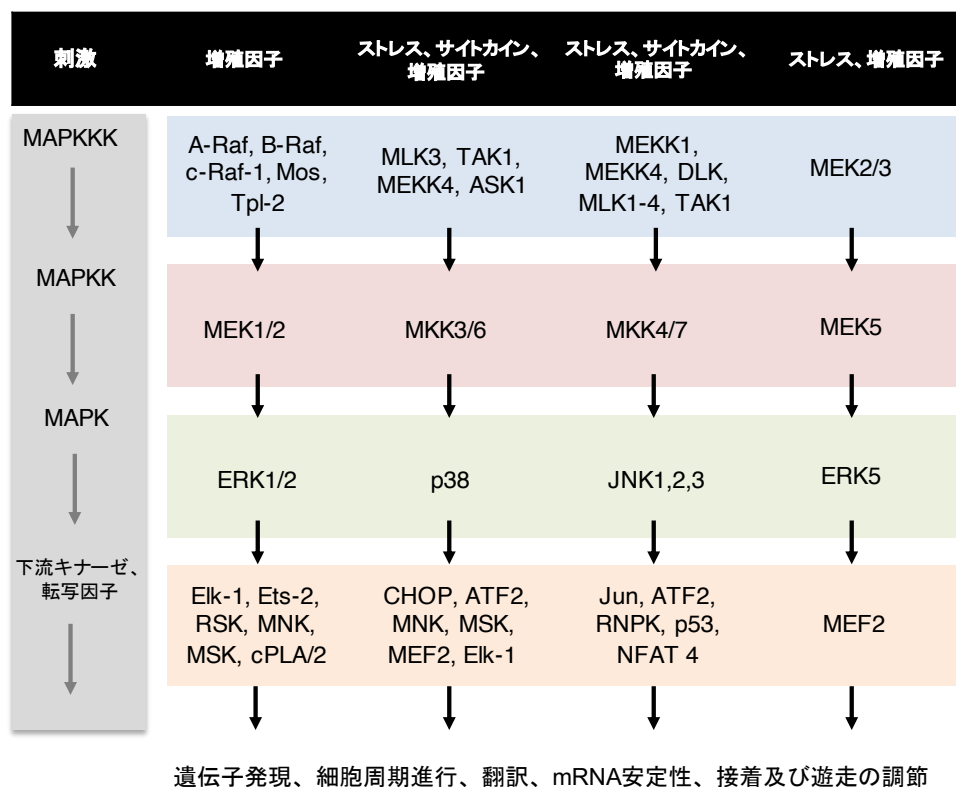 刺激
増殖因子
ストレス、サイトカイン、
増殖因子
ストレス、サイトカイン、
増殖因子
ストレス、増殖因子
MAPKKK
A-Raf, B-Raf,
c-Raf-1, Mos,
Tpl-2
MLK3, TAK1,
MEKK4, ASK1
MEKK1,
MEKK4, DLK,
MLK1-4, TAK1
MEK2/3
MAPKK
MEK1/2
MKK3/6
MKK4/7
MEK5
MAPK
ERK1/2
p38
JNK1,2,3
ERK5
下流キナーゼ、
転写因子
Elk-1, Ets-2,
RSK, MNK,
MSK, cPLA/2
CHOP, ATF2,
MNK, MSK,
MEF2, Elk-1
Jun, ATF2,
RNPK, p53,
NFAT 4
MEF2
遺伝子発現、細胞周期進行、翻訳、mRNA安定性、接着及び遊走の調節